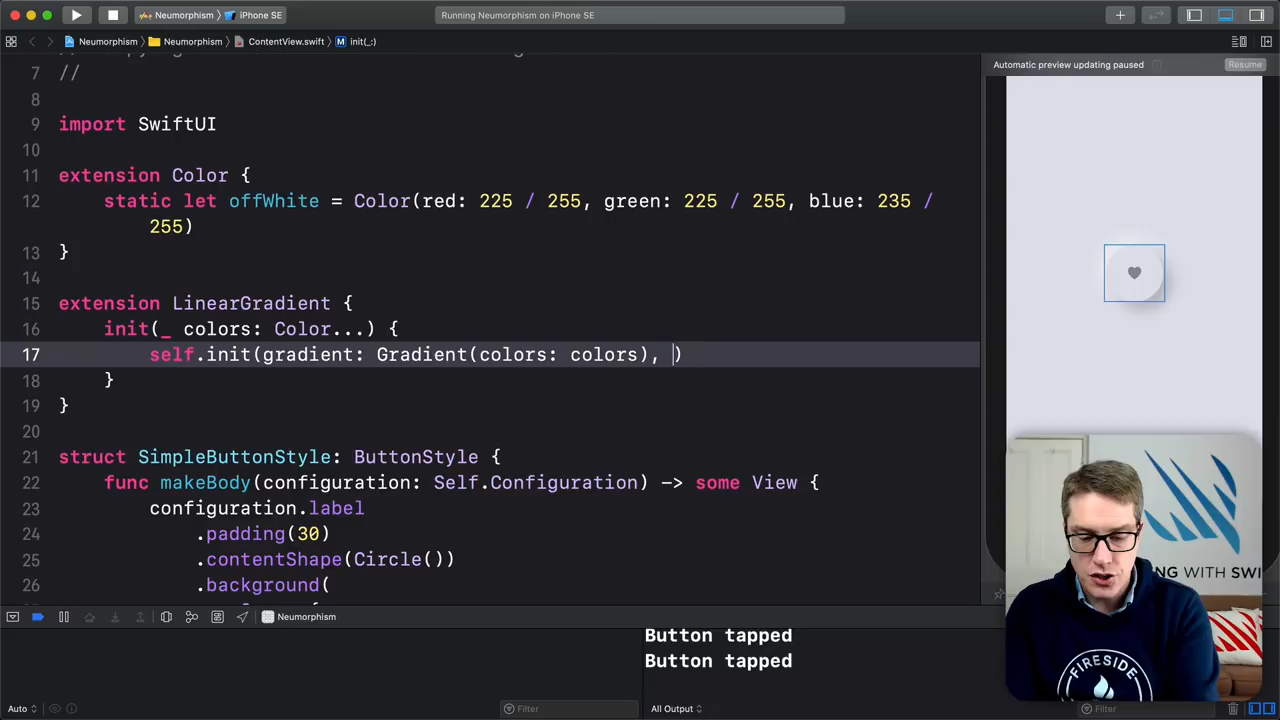 Neumorphism
iPhone SE
Running Neumorphism on iPhone SE
Neumorphism
Neumorphism
ContentView.swift
M
init(_:)
Automatic preview updating paused
Resume
7 //
8
9 import SwiftUI
10
11 extension Color {
12 static let offWhite = Color(red: 225 / 255, green: 225 / 255, blue: 235 /
255)
13 }
14
15 extension LinearGradient {
16 init(_ colors: Color...) {
17 self.init(gradient: Gradient(colors: colors), )
18 }
19 }
20
21 struct SimpleButtonStyle: ButtonStyle {
22 func makeBody(configuration: Self.Configuration) -> some View {
23 configuration.label
24 .padding(30)
25 .contentShape(Circle())
26 .background(
NG WITH SWI
FIRESIDE
Neumorphism
Button tapped
Button tapped
Auto
Filter
All Output
Filter